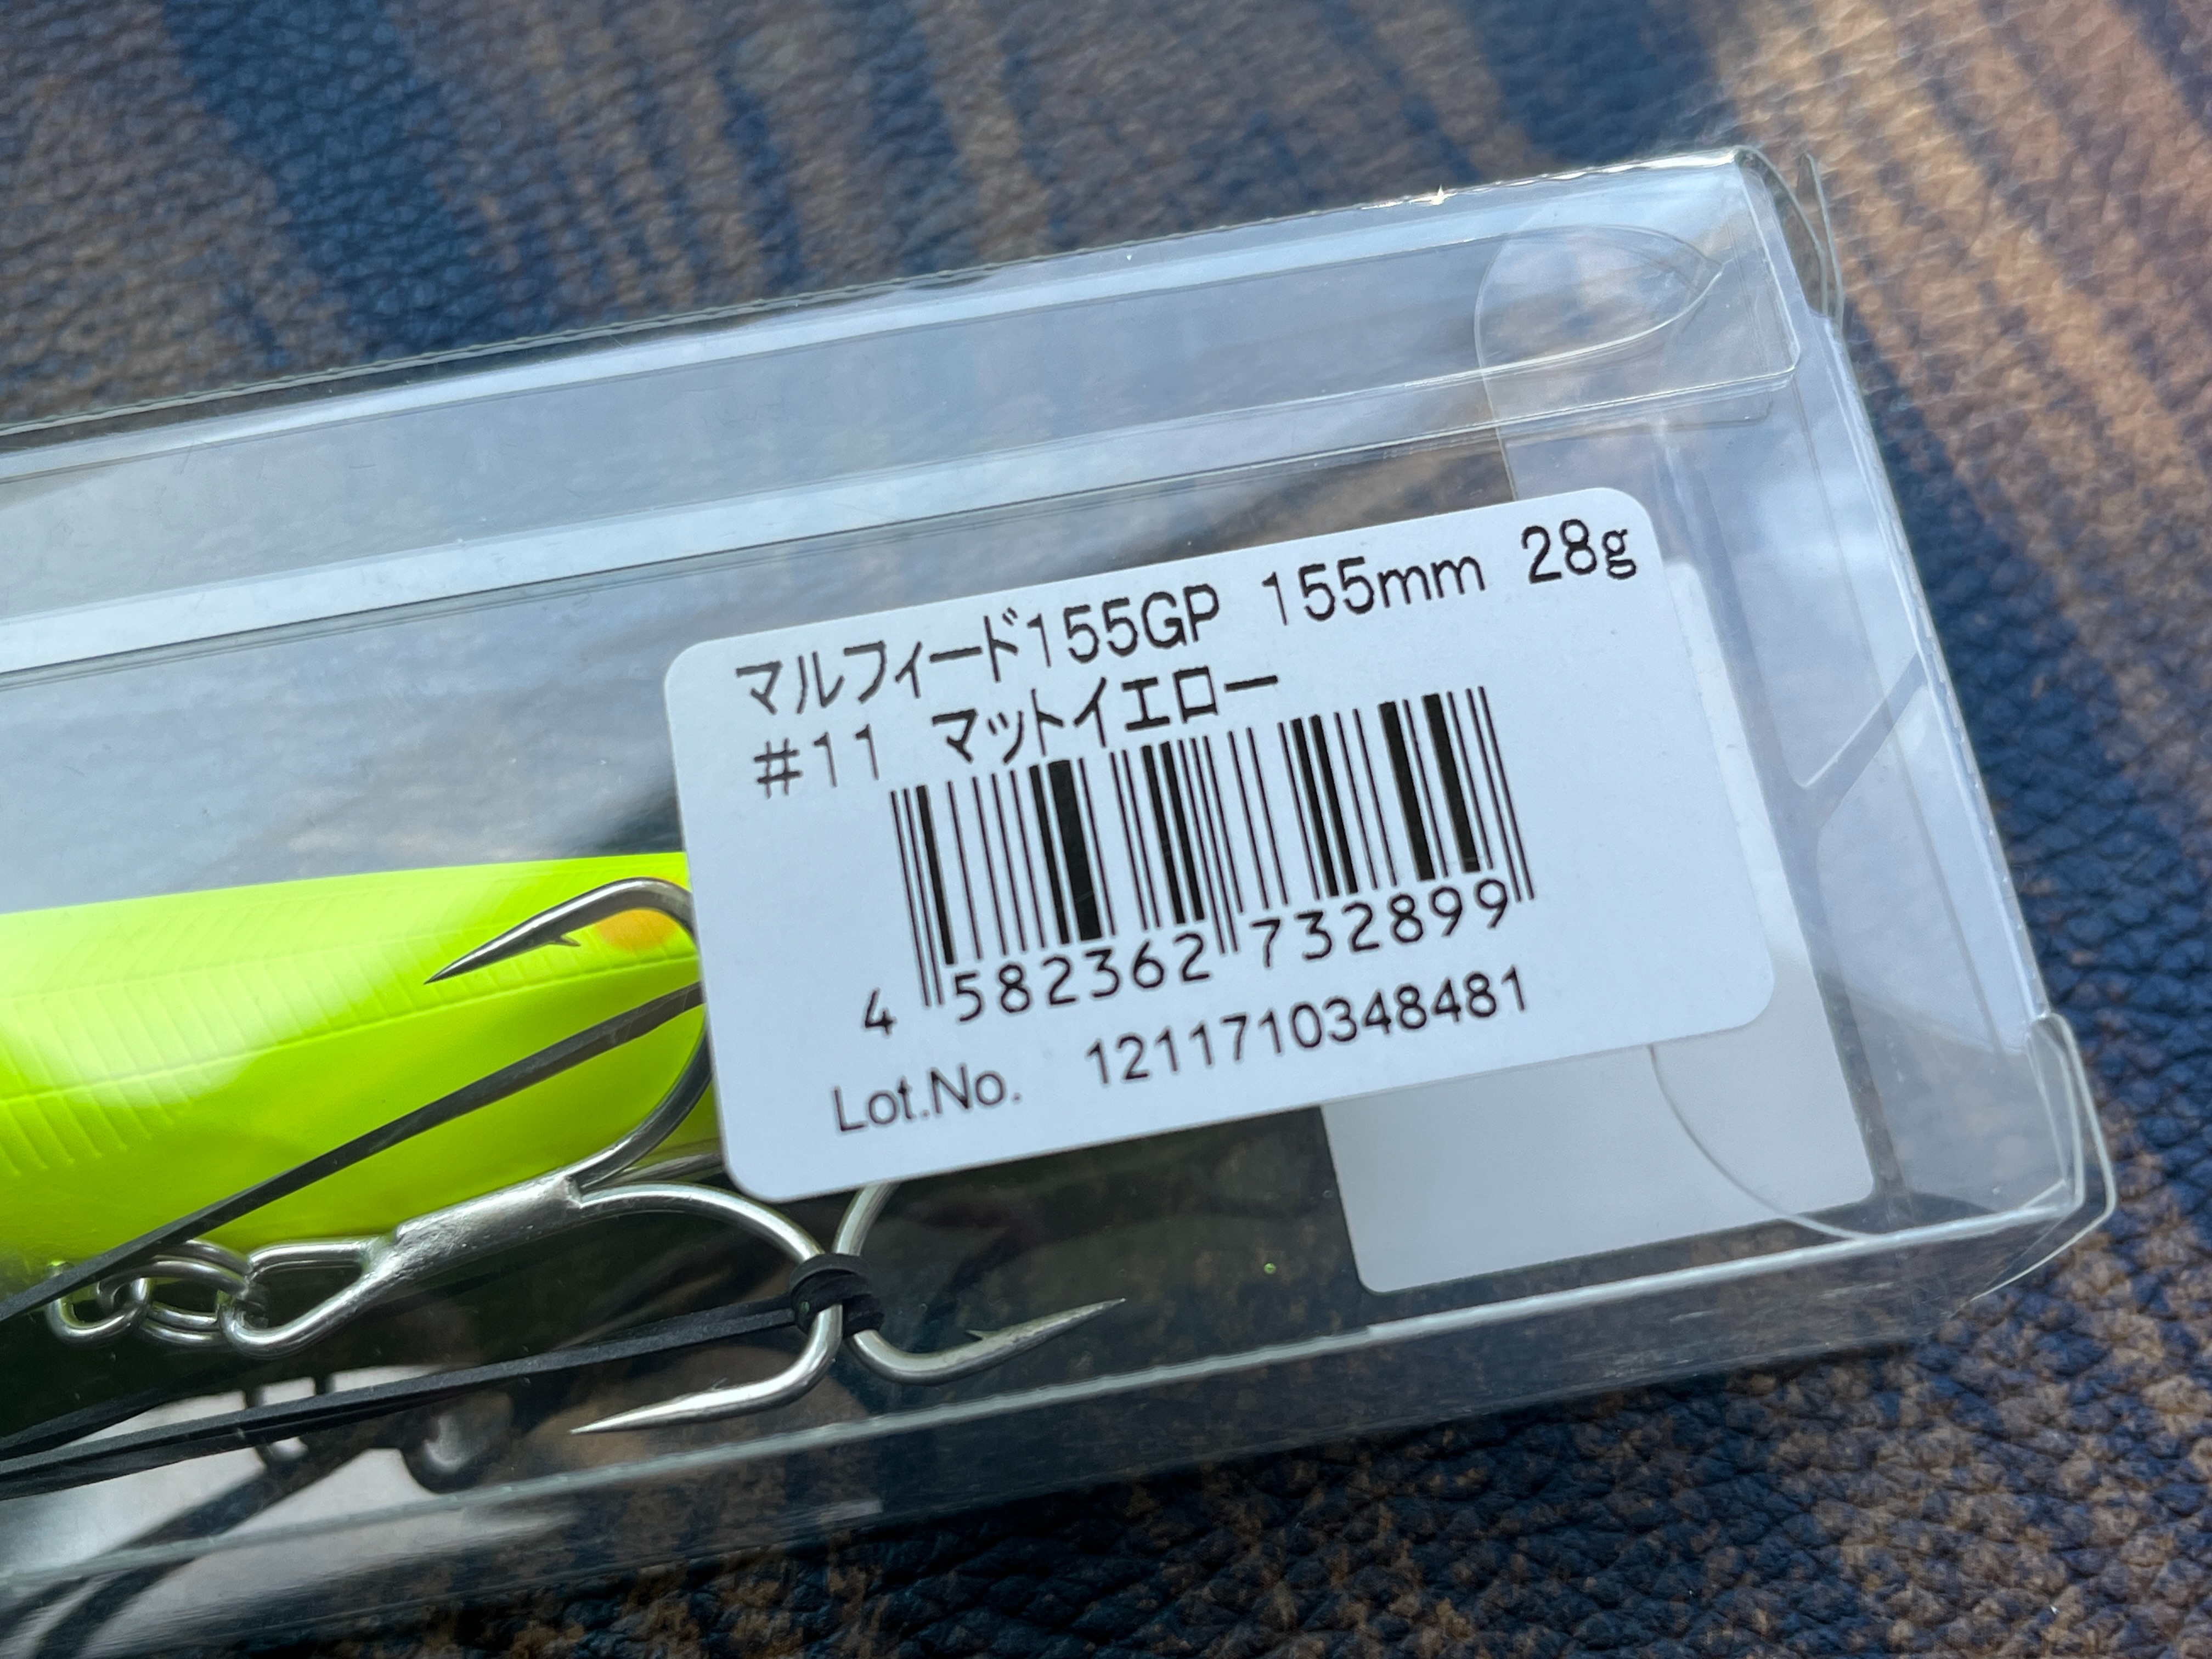 マルフィード155GP 155mm 28g
#11 マットイエロー
4 582362 732899
Lot.No. 1211710348481